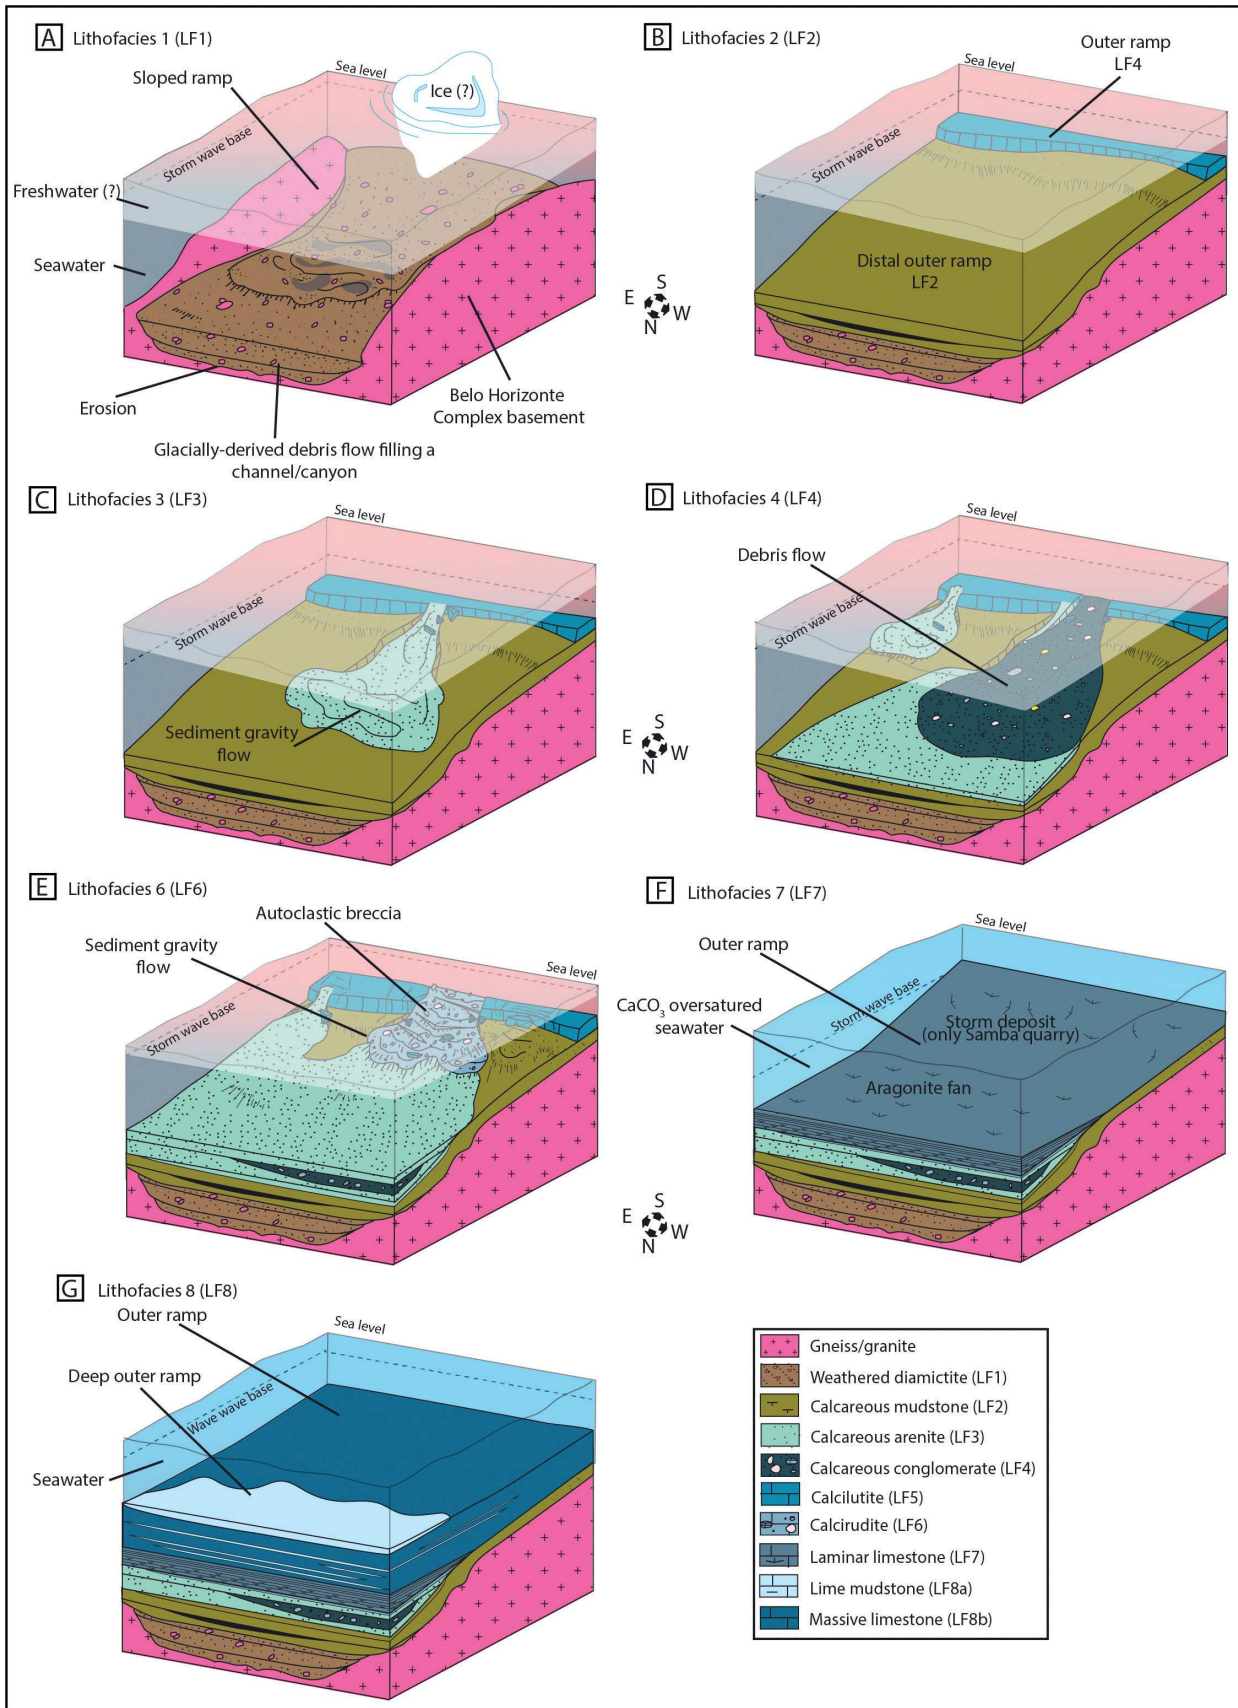 A Lithofacies 1 (LF1)
Sea level
Sloped ramp
Ice (?)
Storm wave base
Freshwater (?)
Seawater
Erosion
Belo Horizonte
Complex basement
Glacially-derived debris flow filling a
channel/canyon
B Lithofacies 2 (LF2)
Sea level
Outer ramp
LF4
Storm wave base
Distal outer ramp
LF2
S
E
W
N
C Lithofacies 3 (LF3)
Sea level
Storm wave base
Sediment gravity
flow
D Lithofacies 4 (LF4)
Sea level
Debris flow
Storm wave base
S
E
W
N
E Lithofacies 6 (LF6)
Autoclastic breccia
Sediment gravity
flow
Sea level
Storm wave base
F Lithofacies 7 (LF7)
Sea level
Outer ramp
CaCO3 oversatured
seawater
Storm wave base
Storm deposit
(only Samba quarry)
Aragonite fan
S
E
W
N
G Lithofacies 8 (LF8)
Outer ramp
Sea level
Deep outer ramp
Wave wave base
Seawater
Gneiss/granite
Weathered diamictite (LF1)
Calcareous mudstone (LF2)
Calcareous arenite (LF3)
Calcareous conglomerate (LF4)
Calcilutite (LF5)
Calcirudite (LF6)
Laminar limestone (LF7)
Lime mudstone (LF8a)
Massive limestone (LF8b)